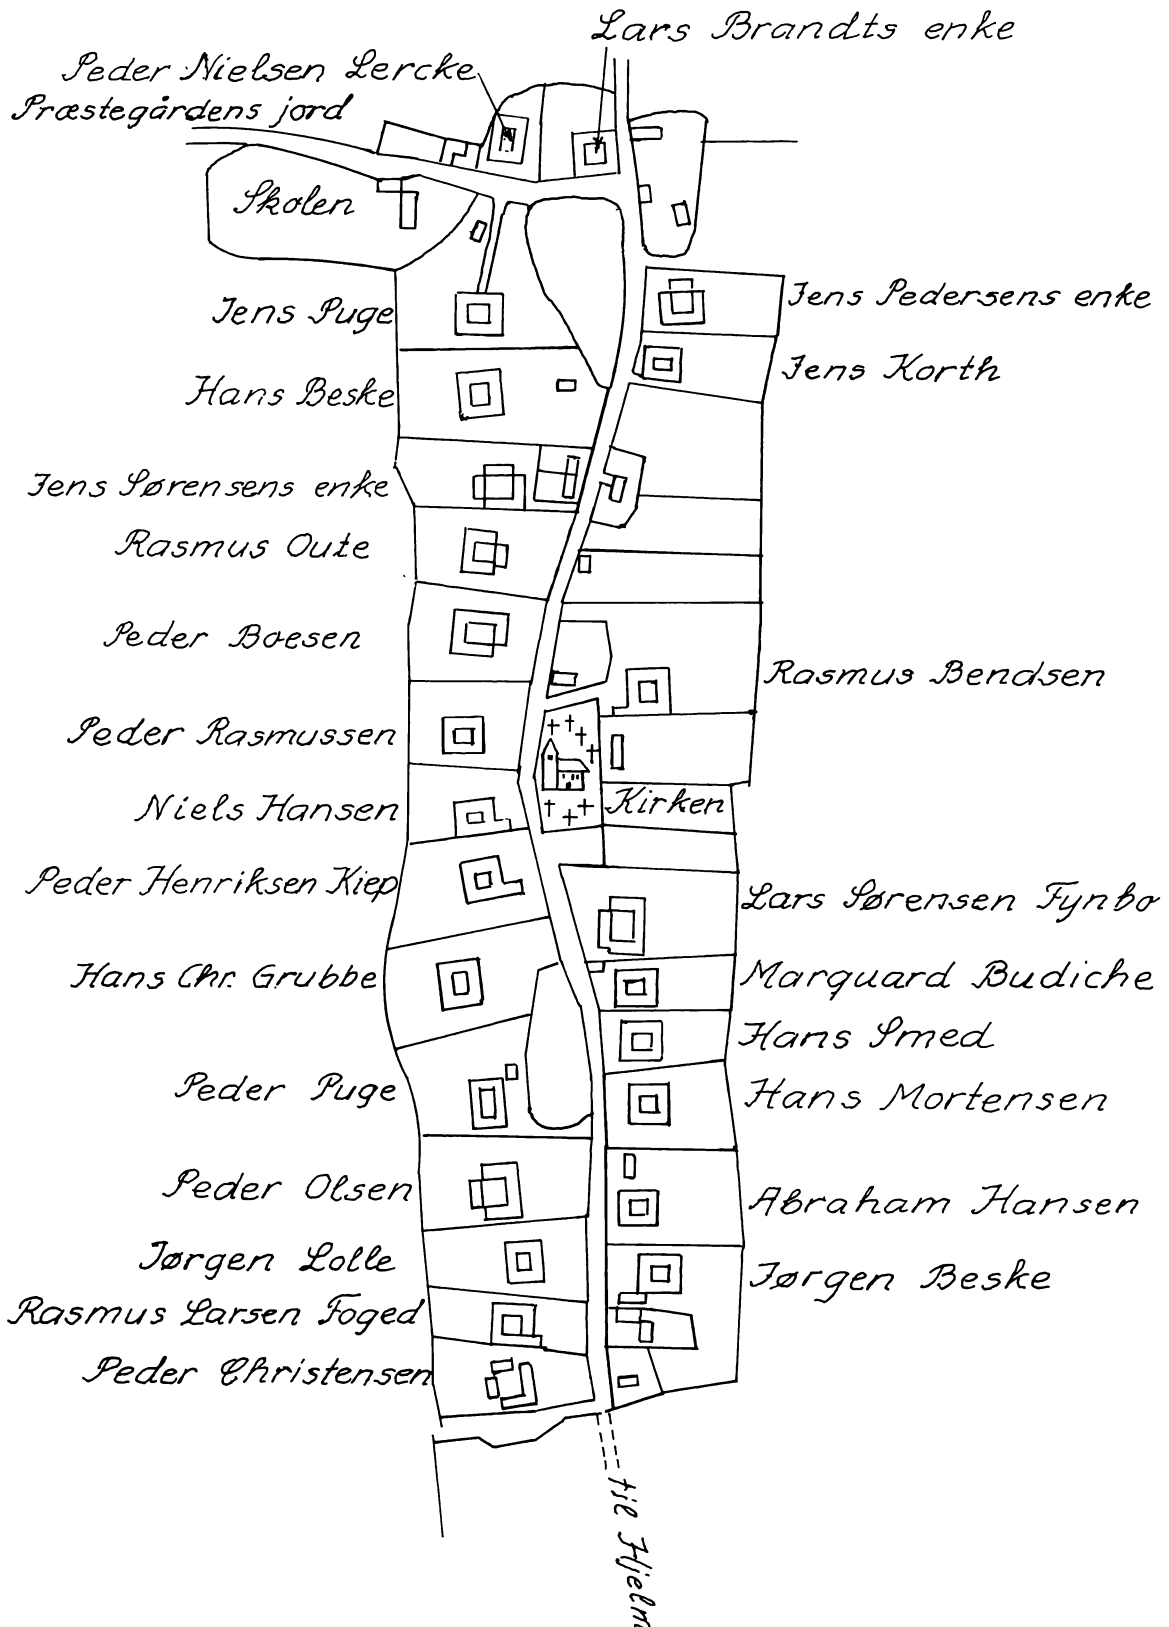 Lars Brandts enke
Peder Nielsen Lercke
Præstegårdens jord
Skolen
Jens Puge
Jens Pedersens enke
Hans Beske
Jens Korth
Jens Sørensens enke
Rasmus Oute
Peder Boesen
Rasmus Bendsen
Peder Rasmussen
Niels Hansen
Kirken
Peder Henriksen Kiep
Lars Sørensen Fynbo
Hans Chr. Grubbe
Marquard Budiche
Hans Smed
Peder Puge
Hans Mortensen
Peder Olsen
Abraham Hansen
Jørgen Lolle
Jørgen Beske
Rasmus Larsen Foged
Peder Christensen
til Hjelm